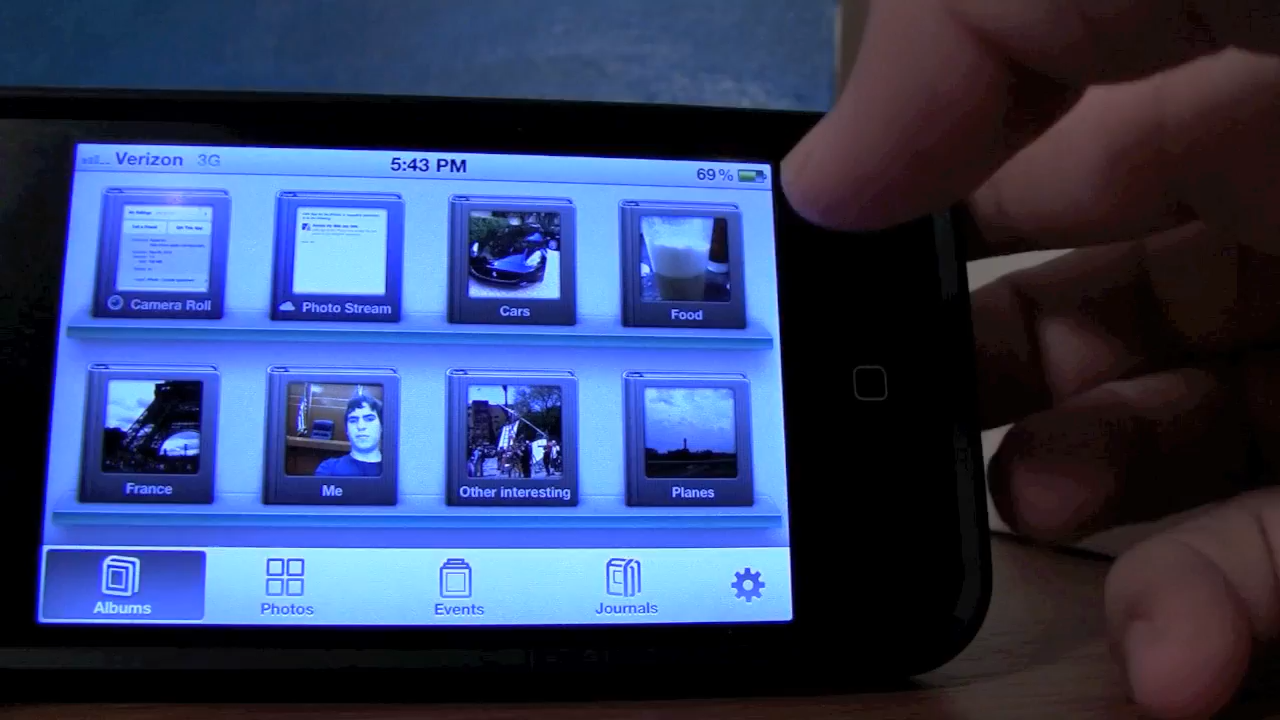 Verizon 3G
5:43 PM
69%
Camera Roll
Photo Stream
Cars
Food
France
Me
Other interesting
Planes
Albums
Photos
Events
Journals